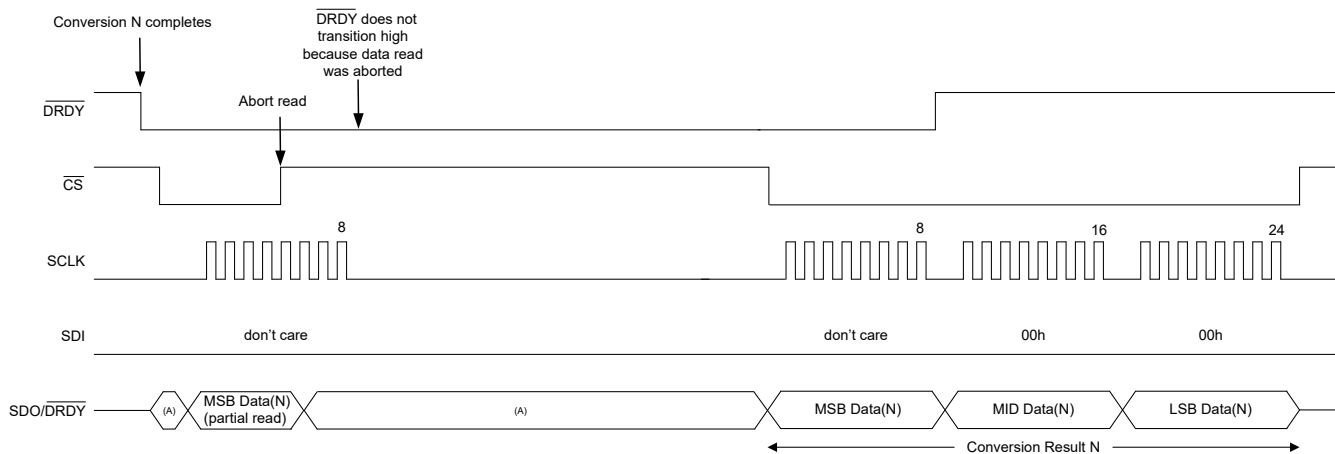 Conversion N completes
DRDY does not
transition high
because data read
was aborted
Abort read
DRDY
CS
8
8
16
24
SCLK
SDI
don't care
don't care
00h
00h
SDO/DRDY
(A)
MSB Data(N)
(partial read)
(A)
MSB Data(N)
MID Data(N)
LSB Data(N)
Conversion Result N